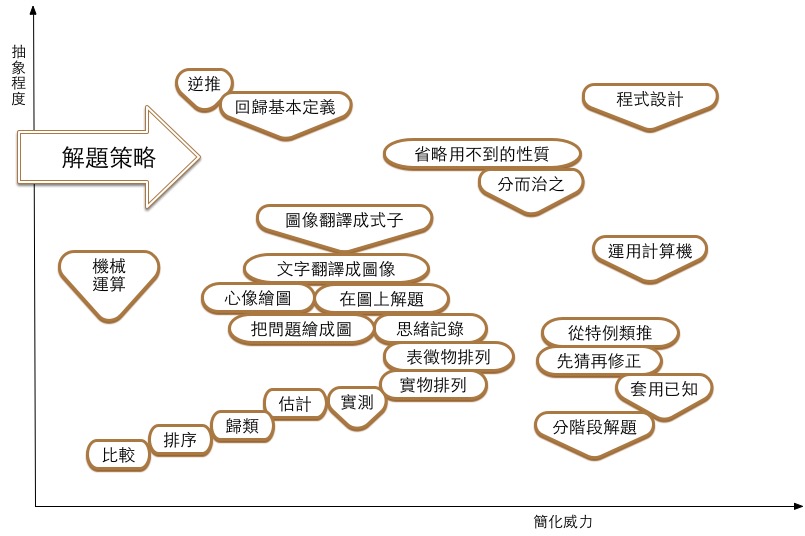 抽象程度
逆推
回歸基本定義
程式設計
解題策略
省略用不到的性質
分而治之
圖像翻譯成式子
運用計算機
機械
運算
文字翻譯成圖像
心像繪圖
在圖上解題
把問題繪成圖
思緒記錄
從特例類推
表徵物排列
先猜再修正
實物排列
套用已知
估計
實測
歸類
分階段解題
排序
比較
簡化威力